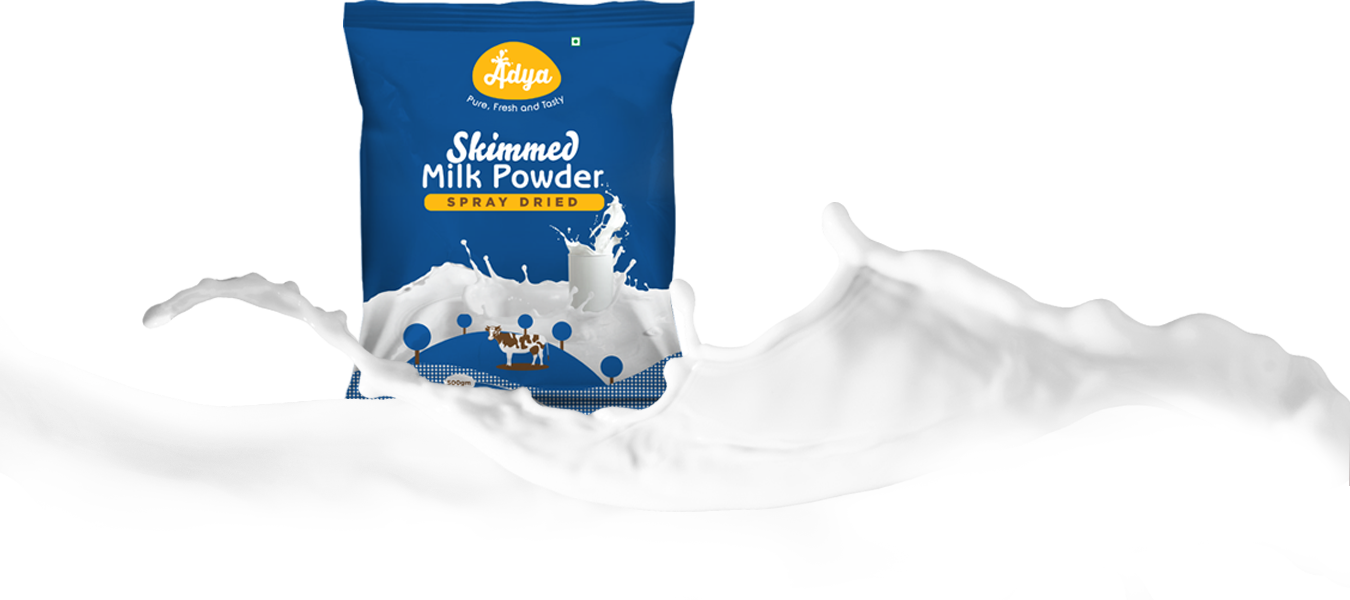 Adya
Pure, Fresh and Tasty
Skimmed
Milk Powder
SPRAY DRIED
500gm